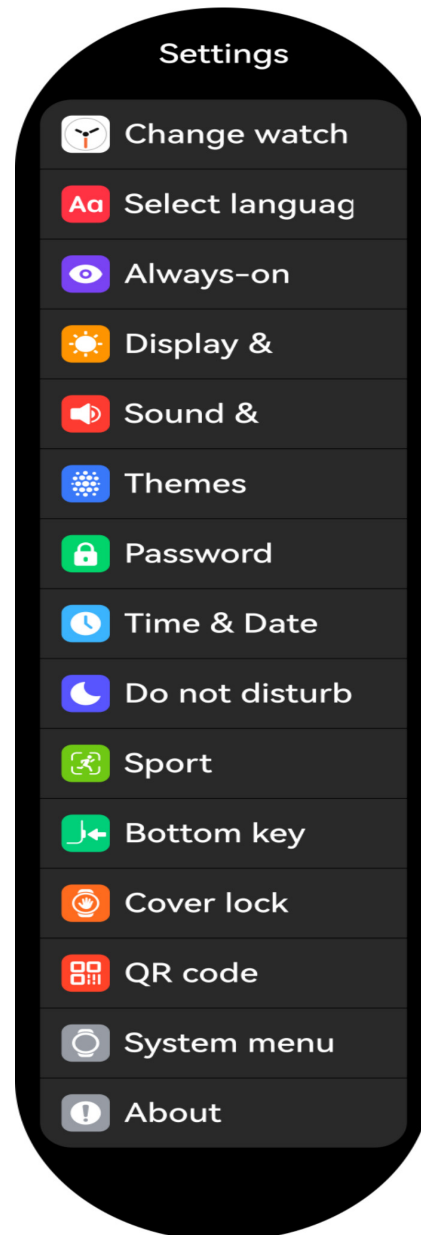 Settings
Change watch
Aa Select languag
Always-on
Display &
Sound &
Themes
Password
Time & Date
Do not disturb
Sport
Bottom key
Cover lock
QR code
System menu
About